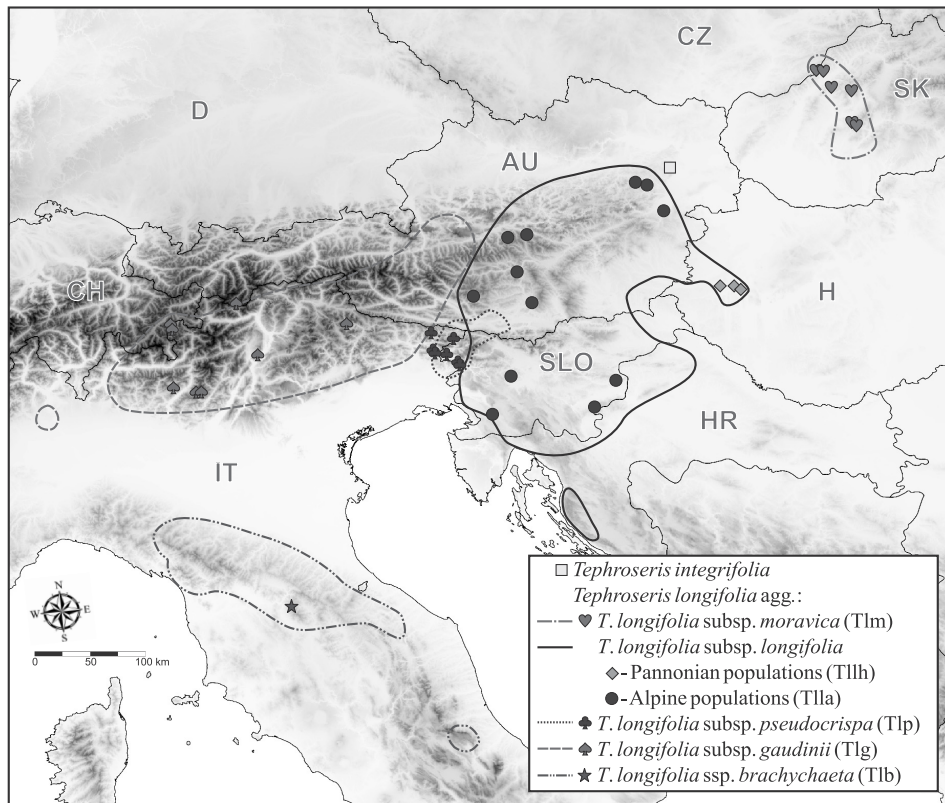 CZ
D
SK
AU
CH
H
SLO
HR
IT
N
W E
S
0 50 100 km
Tephroseris integrifolia
Tephroseris longifolia agg.:
T. longifolia subsp. moravica (Tlm)
T. longifolia subsp. longifolia
- Pannonian populations (Tllh)
- Alpine populations (Tlla)
T. longifolia subsp. pseudocrispa (Tlp)
T. longifolia subsp. gaudinii (Tlg)
T. longifolia ssp. brachychaeta (Tlb)